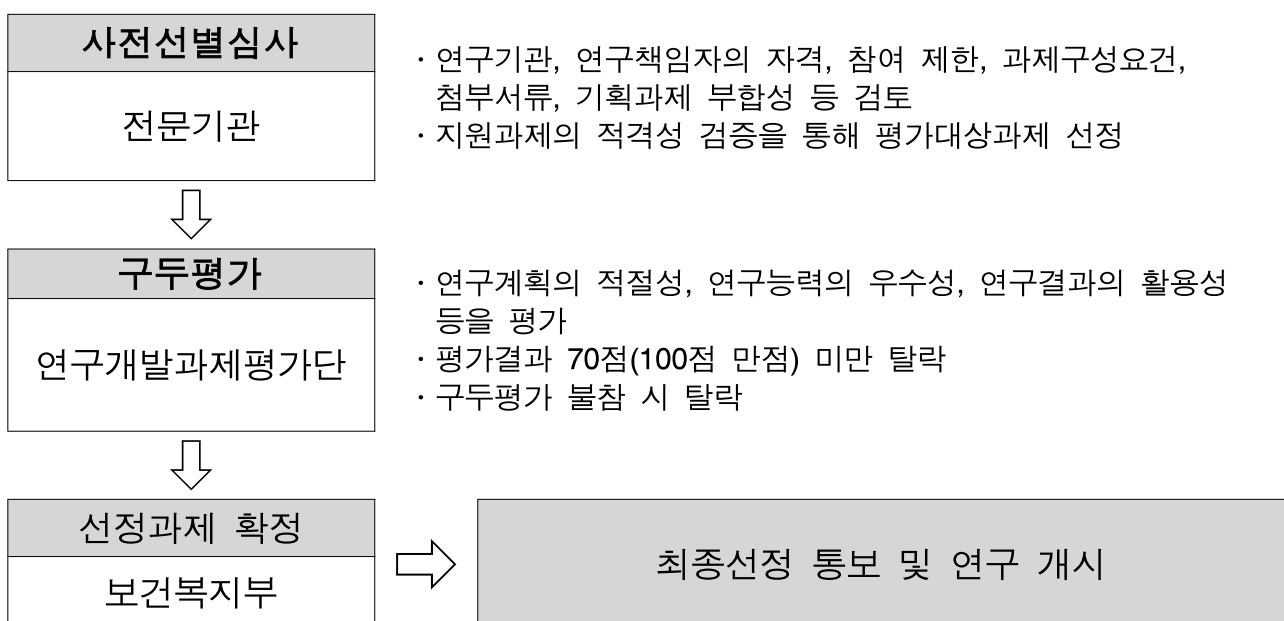 사전선별심사
전문기관
· 연구기관, 연구책임자의 자격, 참여 제한, 과제구성요건,
첨부서류, 기획과제 부합성 등 검토
· 지원과제의 적격성 검증을 통해 평가대상과제 선정
구두평가
연구개발과제평가단
· 연구계획의 적절성, 연구능력의 우수성, 연구결과의 활용성
등을 평가
· 평가결과 70점(100점 만점) 미만 탈락
· 구두평가 불참 시 탈락
선정과제 확정
보건복지부
최종선정 통보 및 연구 개시